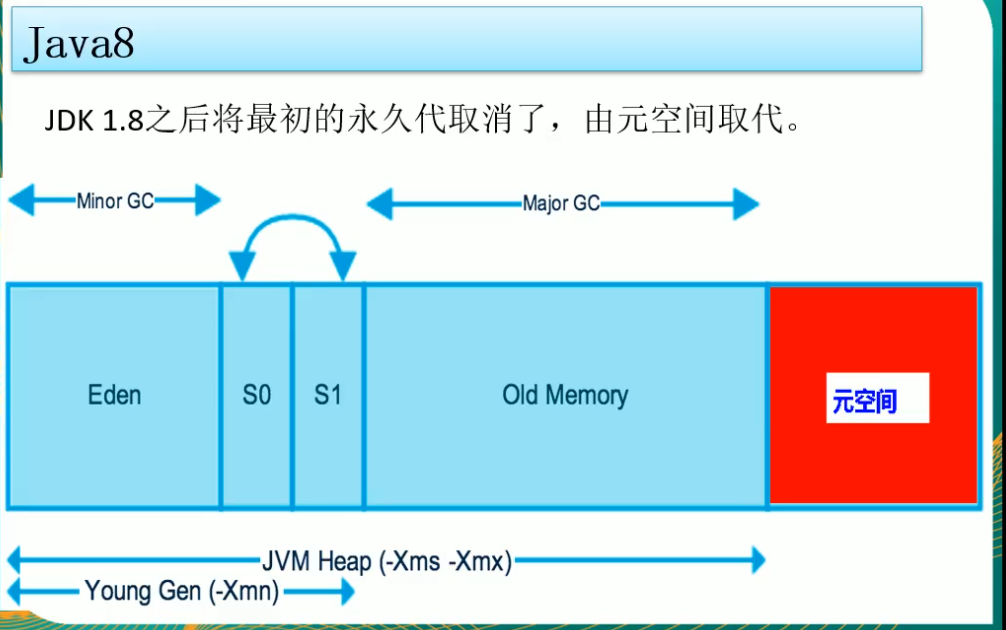 Java8
JDK 1.8之后将最初的永久代取消了，由元空间取代。
Minor GC
Major GC
Eden
S0
S1
Old Memory
元空间
JVM Heap (-Xms -Xmx)
Young Gen (-Xmn)